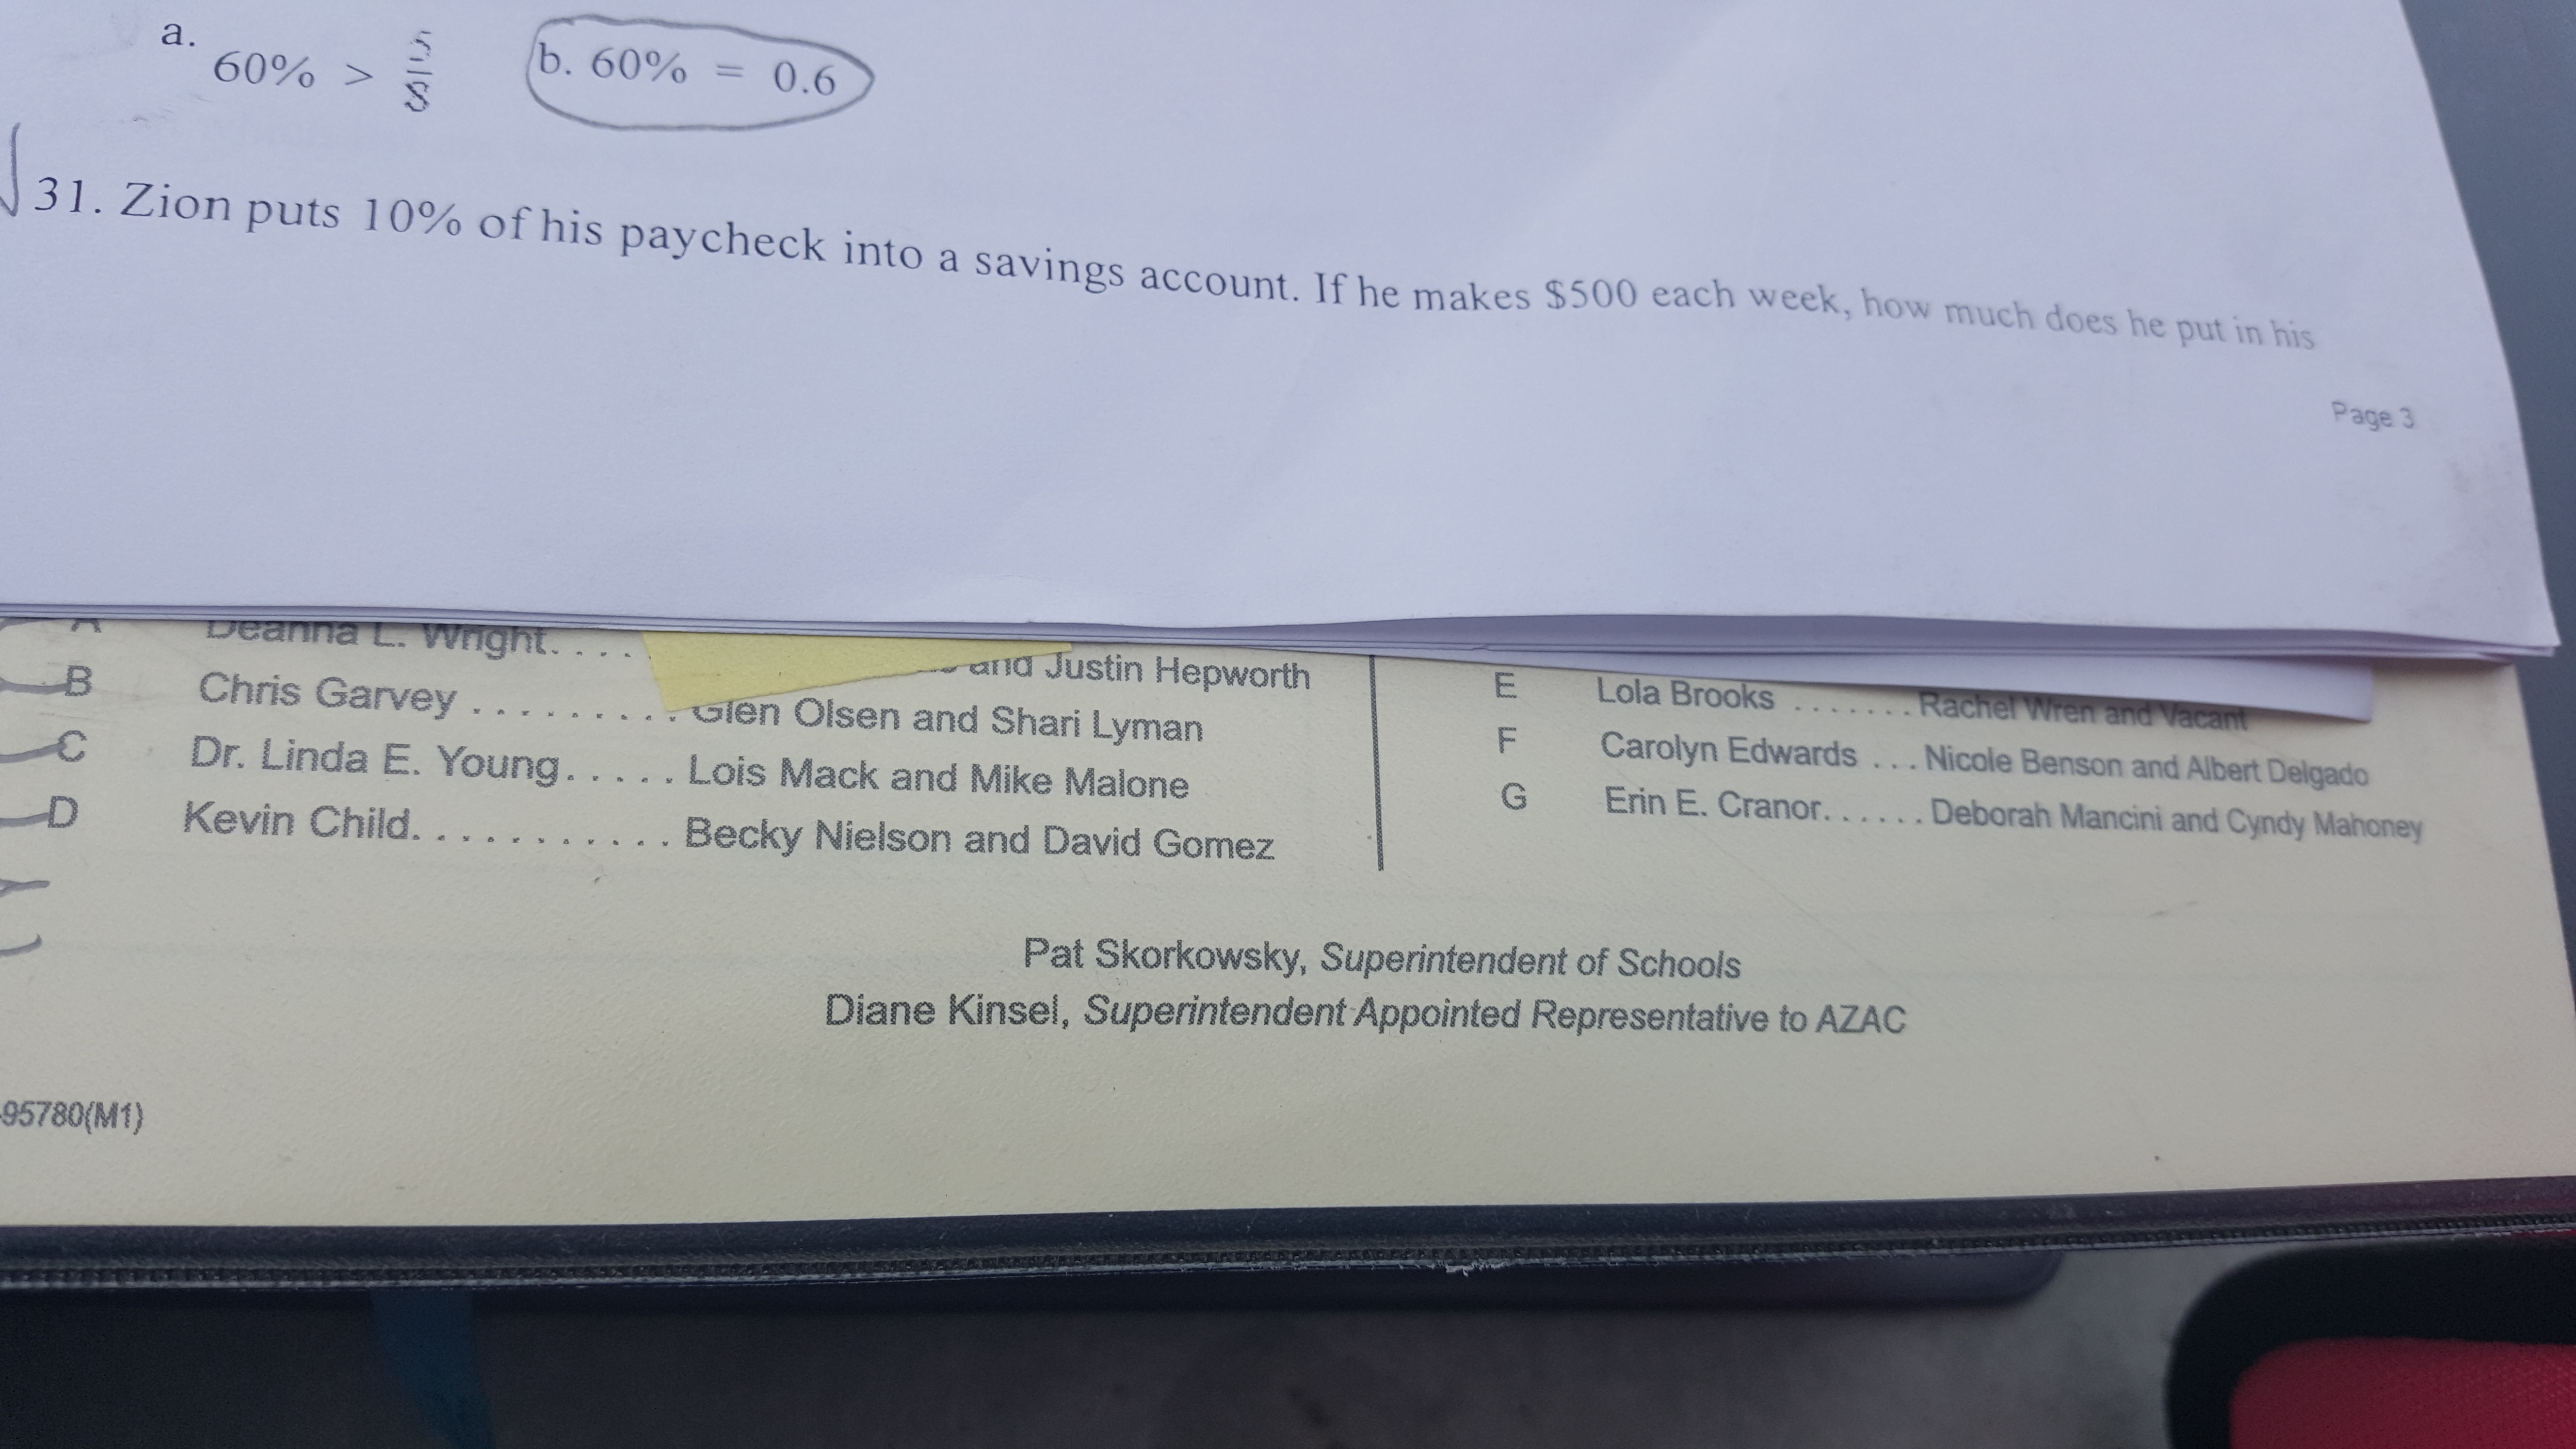 a.
60% > 5/8
b. 60% = 0.6
31. Zion puts 10% of his paycheck into a savings account. If he makes $500 each week, how much does he put in his
Page 3
A Deanna L. Wright. . . . and Justin Hepworth
B Chris Garvey . . . . . . . . . Glen Olsen and Shari Lyman
C Dr. Linda E. Young. . . . . Lois Mack and Mike Malone
D Kevin Child. . . . . . . . . . . Becky Nielson and David Gomez
E Lola Brooks . . . . . . . Rachel Wren and Vacant
F Carolyn Edwards . . . Nicole Benson and Albert Delgado
G Erin E. Cranor. . . . . . Deborah Mancini and Cyndy Mahoney
Pat Skorkowsky, Superintendent of Schools
Diane Kinsel, Superintendent Appointed Representative to AZAC
95780(M1)